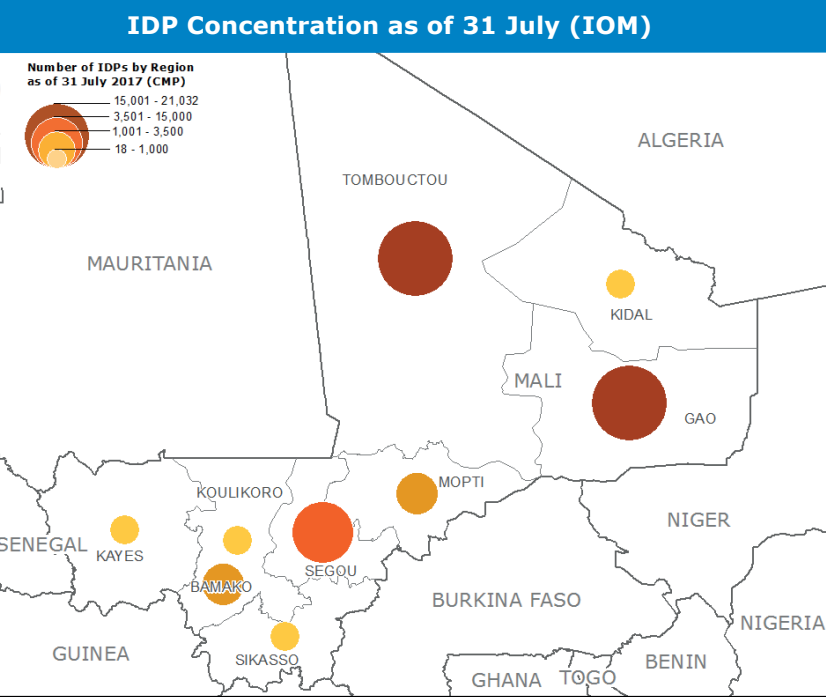 IDP Concentration as of 31 July (IOM)
Number of IDPs by Region
as of 31 July 2017 (CMP)
15,001 - 21,032
3,501 - 15,000
1,001 - 3,500
18 - 1,000
ALGERIA
TOMBOUCTOU
MAURITANIA
KIDAL
MALI
GAO
MOPTI
KOULIKORO
NIGER
SENEGAL
KAYES
SEGOU
BAMAKO
BURKINA FASO
NIGERIA
GUINEA
SIKASSO
BENIN
GHANA
TOGO